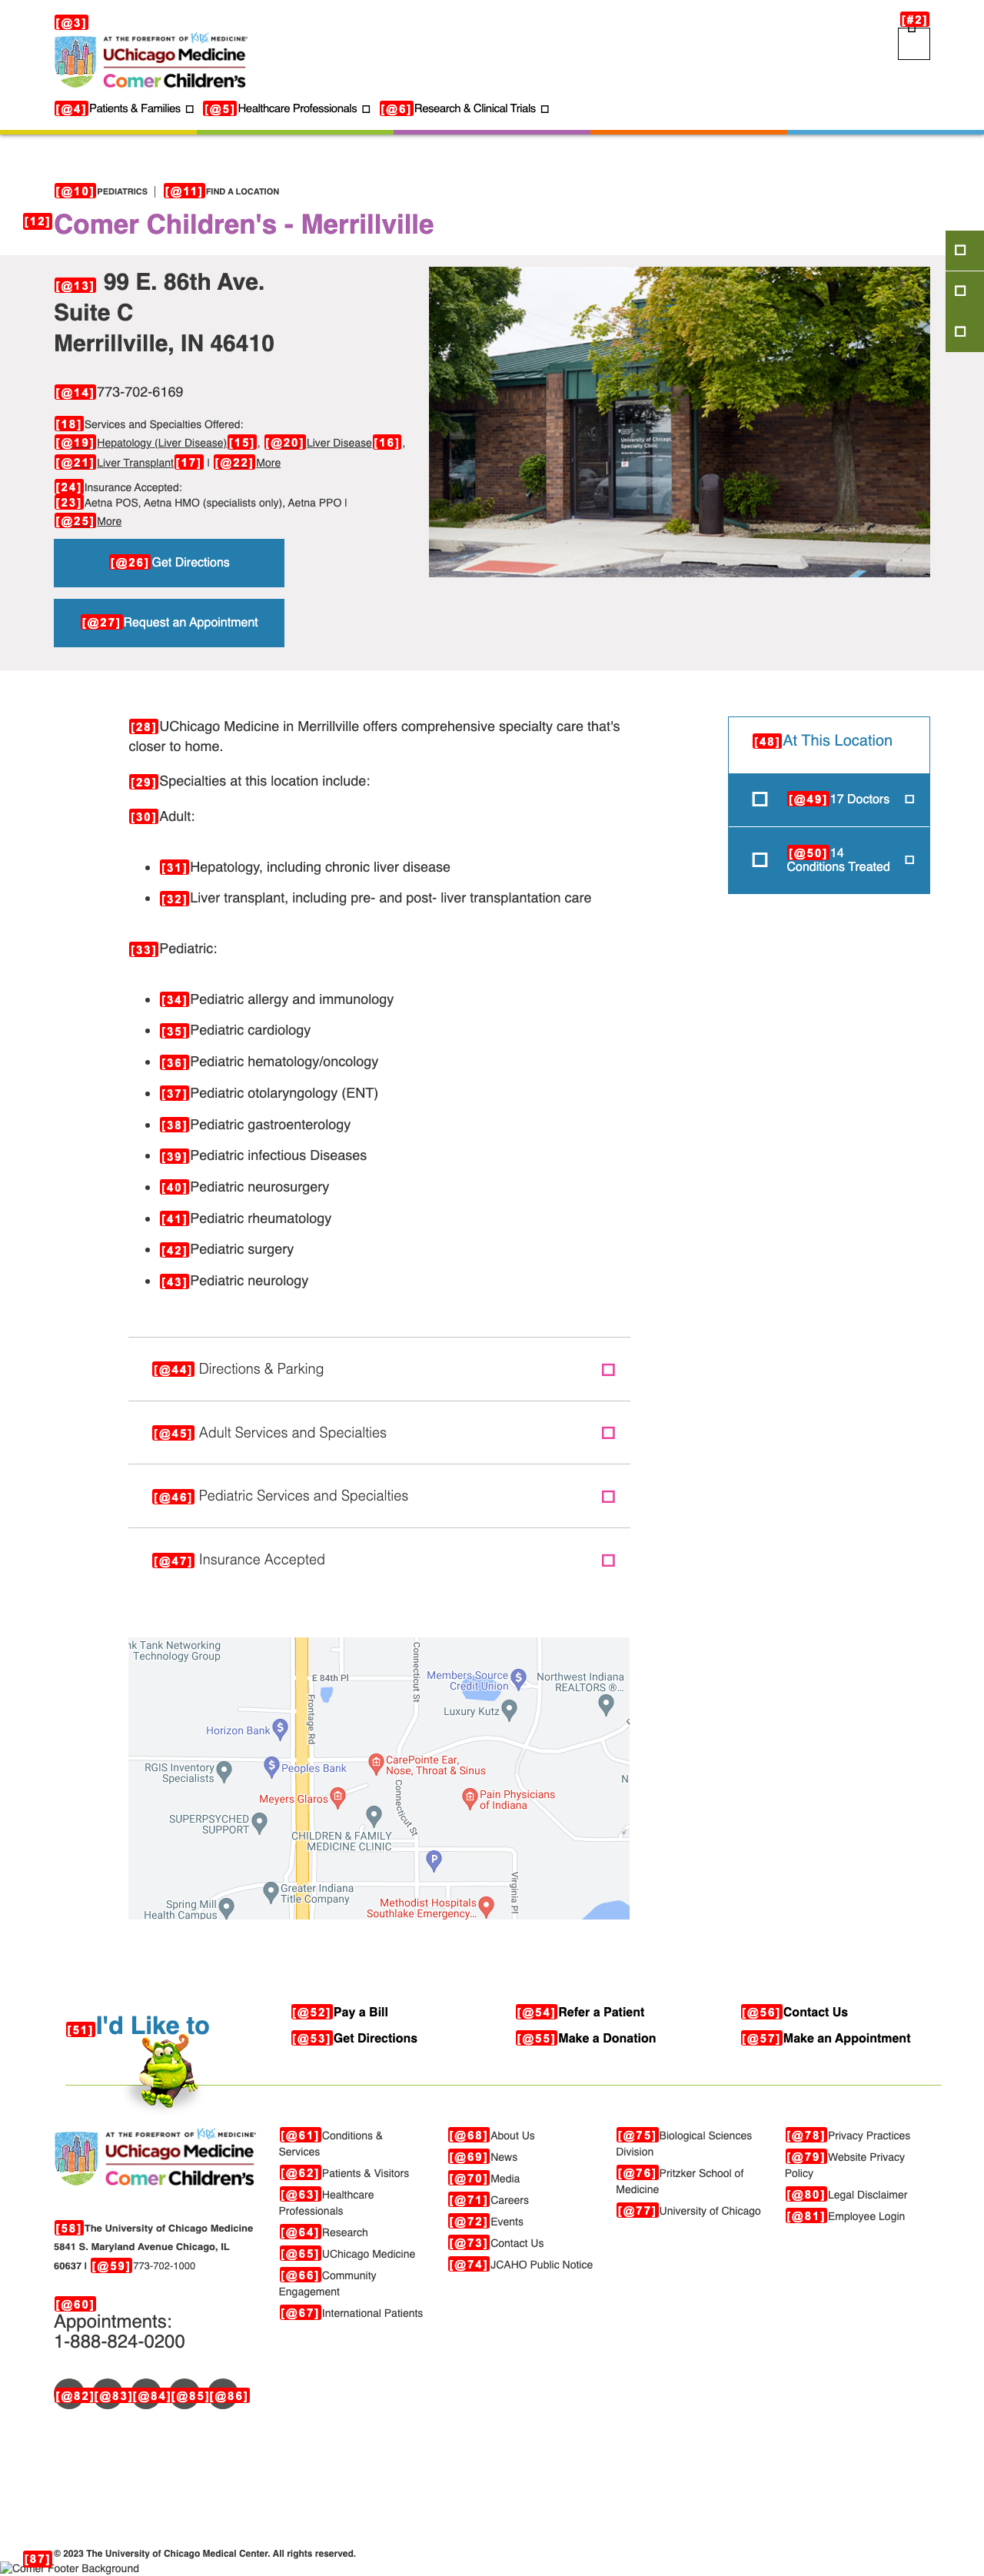 [@3]
[#2]
AT THE FOREFRONT OF Kids MEDICINE®
UChicago Medicine
Comer Children's
[@4] Patients & Families [@5] Healthcare Professionals [@6] Research & Clinical Trials
[@10] PEDIATRICS | [@11] FIND A LOCATION
[12] Comer Children's - Merrillville
[@13] 99 E. 86th Ave.
Suite C
Merrillville, IN 46410
[@14] 773-702-6169
[18] Services and Specialties Offered:
[@19] Hepatology (Liver Disease) [15] , [@20] Liver Disease [16] ,
[@21] Liver Transplant [17] | [@22] More
[24] Insurance Accepted:
[23] Aetna POS, Aetna HMO (specialists only), Aetna PPO |
[@25] More
[@26] Get Directions
[@27] Request an Appointment
University of Chicago
Specialty Clinic
[28] UChicago Medicine in Merrillville offers comprehensive specialty care that's
closer to home.
[29] Specialties at this location include:
[30] Adult:
[31] Hepatology, including chronic liver disease
[32] Liver transplant, including pre- and post- liver transplantation care
[33] Pediatric:
[34] Pediatric allergy and immunology
[35] Pediatric cardiology
[36] Pediatric hematology/oncology
[37] Pediatric otolaryngology (ENT)
[38] Pediatric gastroenterology
[39] Pediatric infectious Diseases
[40] Pediatric neurosurgery
[41] Pediatric rheumatology
[42] Pediatric surgery
[43] Pediatric neurology
[48] At This Location
[@49] 17 Doctors
[@50] 14
Conditions Treated
[@44] Directions & Parking
[@45] Adult Services and Specialties
[@46] Pediatric Services and Specialties
[@47] Insurance Accepted
nk Tank Networking
Technology Group
E 84th Pl
Frontage Rd
Connecticut St
Members Source
Credit Union
Northwest Indiana
REALTORS ®...
Luxury Kutz
Horizon Bank
RGIS Inventory
Specialists
Peoples Bank
CarePointe Ear,
Nose, Throat & Sinus
N
Meyers Glaros
Connecticut St
Pain Physicians
of Indiana
SUPERPSYCHED
SUPPORT
CHILDREN & FAMILY
MEDICINE CLINIC
P
Virginia Pl
Greater Indiana
Title Company
Spring Mill
Health Campus
Methodist Hospitals
Southlake Emergency...
[51] I'd Like to
[@52] Pay a Bill
[@53] Get Directions
[@54] Refer a Patient
[@55] Make a Donation
[@56] Contact Us
[@57] Make an Appointment
AT THE FOREFRONT OF Kids MEDICINE®
UChicago Medicine
Comer Children's
[58] The University of Chicago Medicine
5841 S. Maryland Avenue Chicago, IL
60637 | [@59] 773-702-1000
[@60]
Appointments:
1-888-824-0200
[@82] [@83] [@84] [@85] [@86]
[@61] Conditions &
Services
[@62] Patients & Visitors
[@63] Healthcare
Professionals
[@64] Research
[@65] UChicago Medicine
[@66] Community
Engagement
[@67] International Patients
[@68] About Us
[@69] News
[@70] Media
[@71] Careers
[@72] Events
[@73] Contact Us
[@74] JCAHO Public Notice
[@75] Biological Sciences
Division
[@76] Pritzker School of
Medicine
[@77] University of Chicago
[@78] Privacy Practices
[@79] Website Privacy
Policy
[@80] Legal Disclaimer
[@81] Employee Login
[87] © 2023 The University of Chicago Medical Center. All rights reserved.
Comer Footer Background